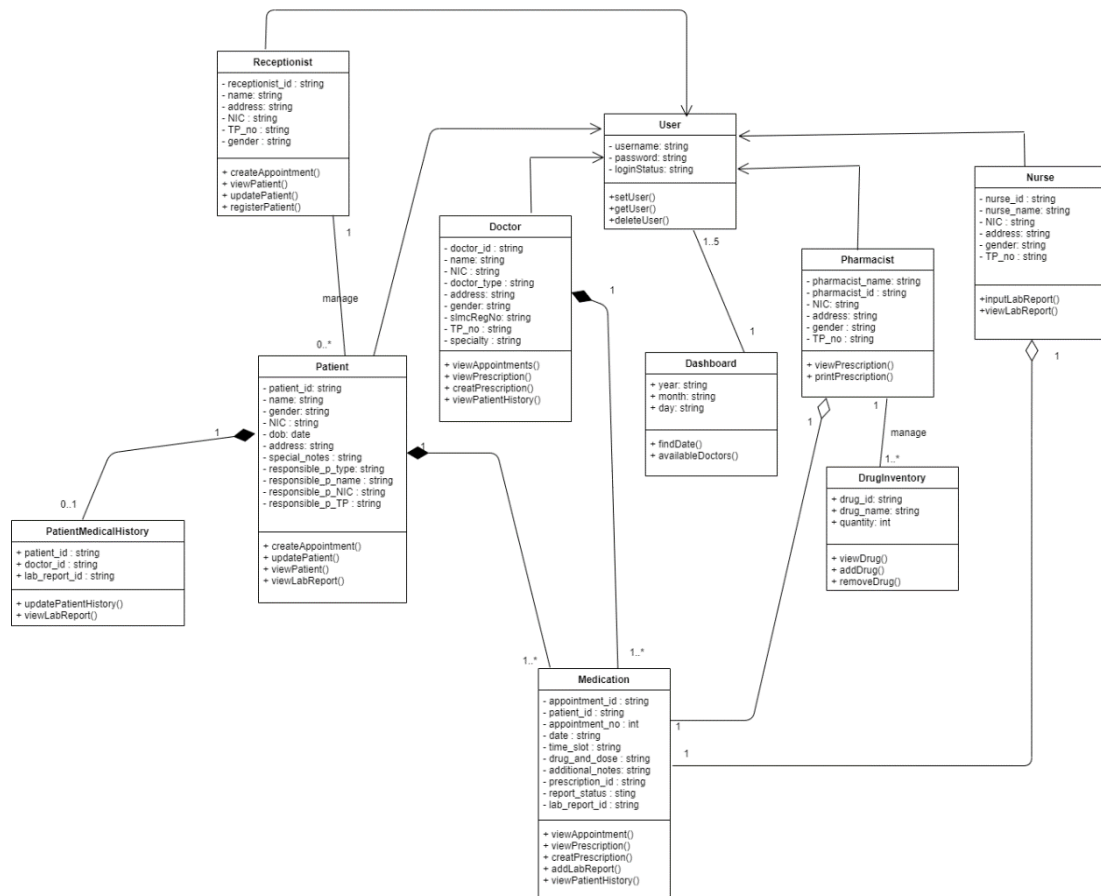 Receptionist
- receptionist_id : string
- name: string
- address: string
- NIC : string
- TP_no : string
- gender : string
+ createAppointment()
+ viewPatient()
+ updatePatient()
+ registerPatient()
1
manage
0..*
User
- username: string
- password: string
- loginStatus: string
+setUser()
+getUser()
+deleteUser()
1..5
1
Nurse
- nurse_id : string
- nurse_name: string
- NIC : string
- address: string
- gender: string
- TP_no : string
+inputLabReport()
+viewLabReport()
1
Doctor
- doctor_id : string
- name: string
- NIC : string
- doctor_type : string
- address: string
- gender: string
- slmcRegNo: string
- TP_no : string
- specialty : string
+ viewAppointments()
+ viewPrescription()
+ creatPrescription()
+ viewPatientHistory()
1
1..*
Pharmacist
- pharmacist_name: string
- pharmacist_id : string
- NIC: string
- address: string
- gender : string
- TP_no : string
+ viewPrescription()
+ printPrescription()
1
1
manage
1..*
Dashboard
+ year: string
+ month: string
+ day: string
+ findDate()
+ availableDoctors()
Patient
- patient_id: string
- name: string
- gender: string
- NIC : string
- dob: date
- address: string
- special_notes : string
- responsible_p_type: string
- responsible_p_name : string
- responsible_p_NIC : string
- responsible_p_TP : string
+ createAppointment()
+ updatePatient()
+ viewPatient()
+ viewLabReport()
1
0..1
1
1..*
DrugInventory
+ drug_id: string
+ drug_name: string
+ quantity: int
+ viewDrug()
+ addDrug()
+ removeDrug()
PatientMedicalHistory
+ patient_id : string
+ doctor_id : string
+ lab_report_id : string
+ updatePatientHistory()
+ viewLabReport()
Medication
- appointment_id : string
- patient_id : string
- appointment_no : int
- date : string
- time_slot : string
- drug_and_dose : string
- additional_notes: string
- prescription_id : string
- report_status : sting
- lab_report_id : string
+ viewAppointment()
+ viewPrescription()
+ creatPrescription()
+ addLabReport()
+ viewPatientHistory()
1
1